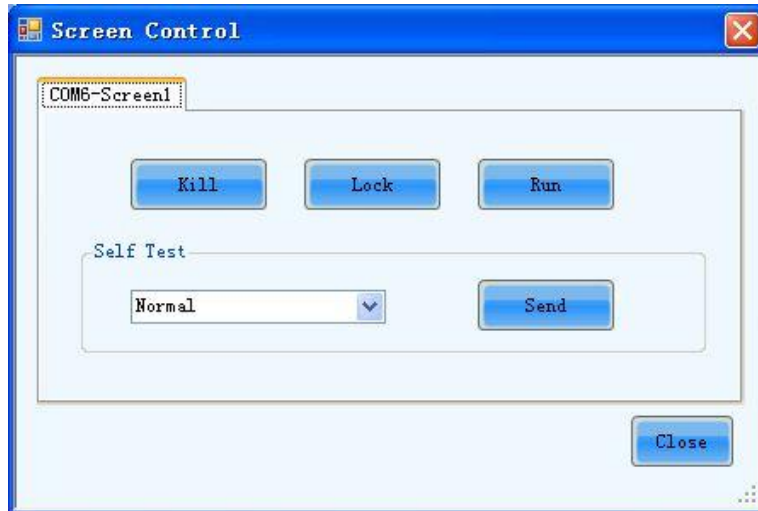 Screen Control
COM6-Screen1
Kill Lock Run
Self Test
Normal Send
Close